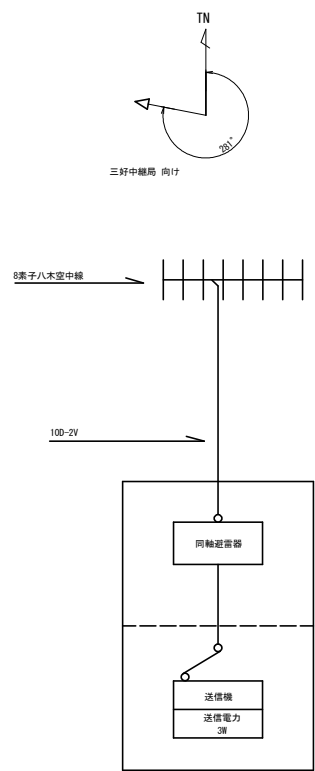 TN
281°
三好中継局 向け
8素子八木空中線
10D-2V
同軸避雷器
送信機
送信電力
3W